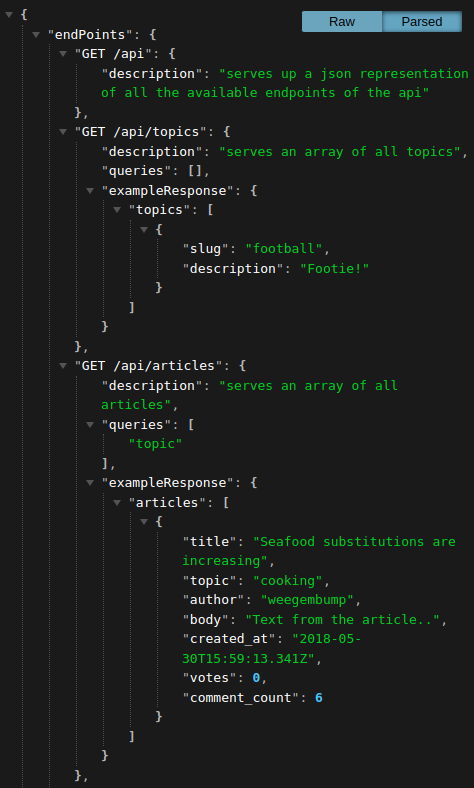 {
Raw Parsed
"endPoints": {
"GET /api": {
"description": "serves up a json representation
of all the available endpoints of the api"
},
"GET /api/topics": {
"description": "serves an array of all topics",
"queries": [],
"exampleResponse": {
"topics": [
{
"slug": "football",
"description": "Footie!"
}
]
}
},
"GET /api/articles": {
"description": "serves an array of all
articles",
"queries": [
"topic"
],
"exampleResponse": {
"articles": [
{
"title": "Seafood substitutions are
increasing",
"topic": "cooking",
"author": "weegembump",
"body": "Text from the article..",
"created_at": "2018-05-
30T15:59:13.341Z",
"votes": 0,
"comment_count": 6
}
]
}
},